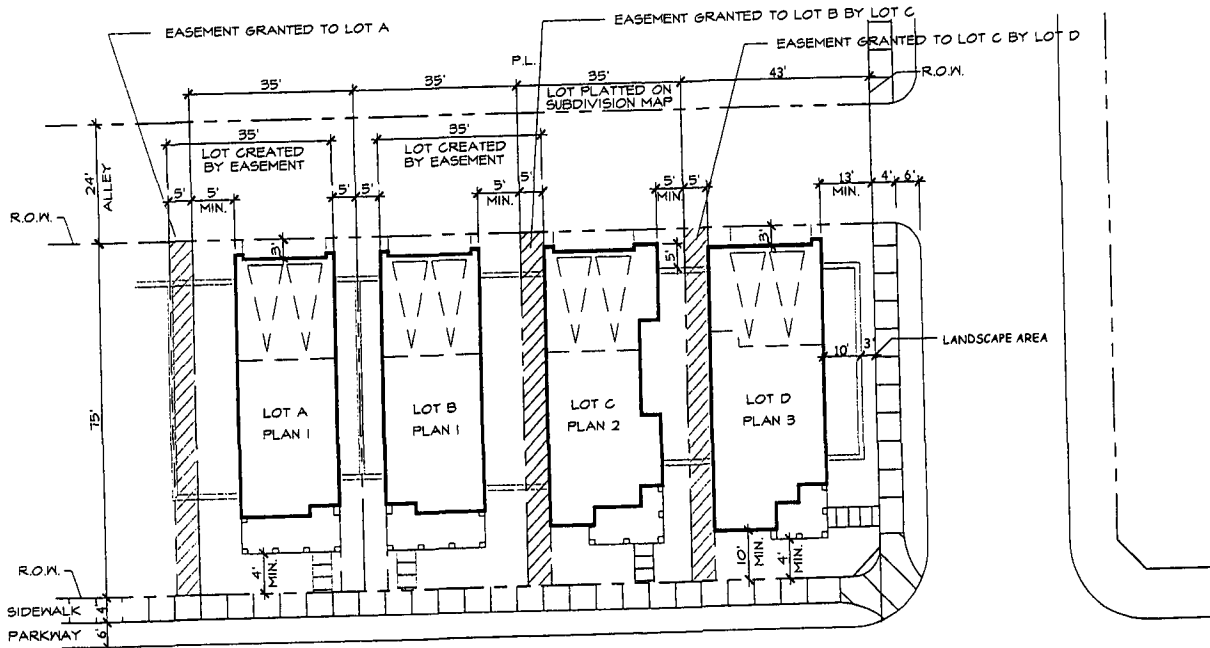 EASEMENT GRANTED TO LOT A
EASEMENT GRANTED TO LOT B BY LOT C
EASEMENT GRANTED TO LOT C BY LOT D
P.L.
R.O.W.
35'
35'
35'
43'
LOT PLATTED ON
SUBDIVISION MAP
35'
LOT CREATED
BY EASEMENT
35'
LOT CREATED
BY EASEMENT
24'
ALLEY
R.O.W.
5'
5'
MIN.
5'
5'
5'
MIN.
5'
5'
MIN.
5'
13'
MIN.
4'
6'
3'
5'
3'
75'
LOT A
PLAN 1
LOT B
PLAN 1
LOT C
PLAN 2
LOT D
PLAN 3
10'
3'
LANDSCAPE AREA
4'
MIN.
10'
MIN.
4'
MIN.
R.O.W.
SIDEWALK
4'
PARKWAY
6'